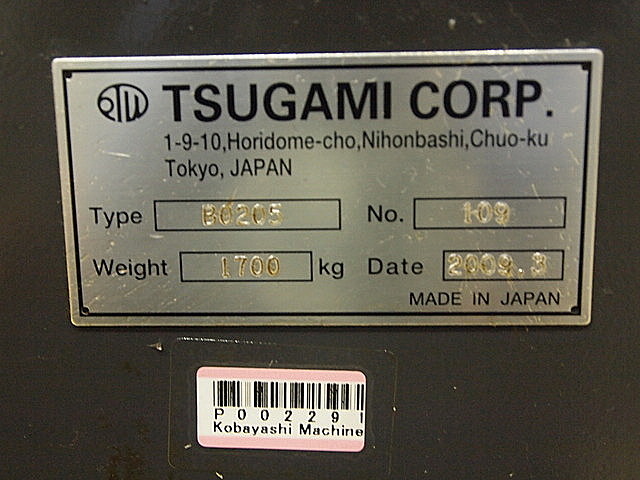 TSUGAMI CORP.
1-9-10,Horidome-cho,Nihonbashi,Chuo-ku
Tokyo, JAPAN
Type B0205 No. 109
Weight 1700 kg Date 2009.3
MADE IN JAPAN
P002291
Kobayashi Machine